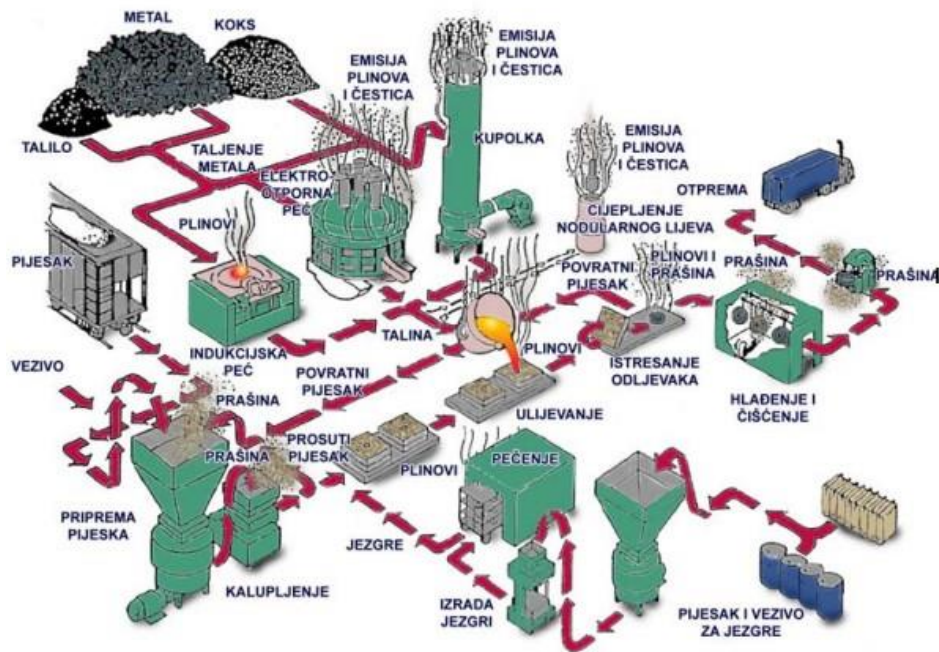 METAL
KOKS
TALILO
TALJENJE
METALA
EMISIJA
PLINOVA
I ČESTICA
EMISIJA
PLINOVA
I ČESTICA
KUPOLKA
ELEKTRO-
OTPORNA
PEĆ
EMISIJA
PLINOVA
I ČESTICA
CIJEPLJENJE
NODULARNOG LIJEVA
OTPREMA
PIJESAK
PLINOVI
INDUKCIJSKA
PEĆ
TALINA
POVRATNI
PIJESAK
PLINOVI I
PRAŠINA
PRAŠINA
PRAŠINA
PLINOVI
ISTRESANJE
ODLJEVAKA
HLAĐENJE I
ČIŠĆENJE
VEZIVO
POVRATNI
PIJESAK
PRAŠINA
ULIJEVANJE
PRAŠINA
PROSUTI
PIJESAK
PLINOVI
PEČENJE
PRIPREMA
PIJESKA
JEZGRE
KALUPLJENJE
IZRADA
JEZGRI
PIJESAK I VEZIVO
ZA JEZGRE